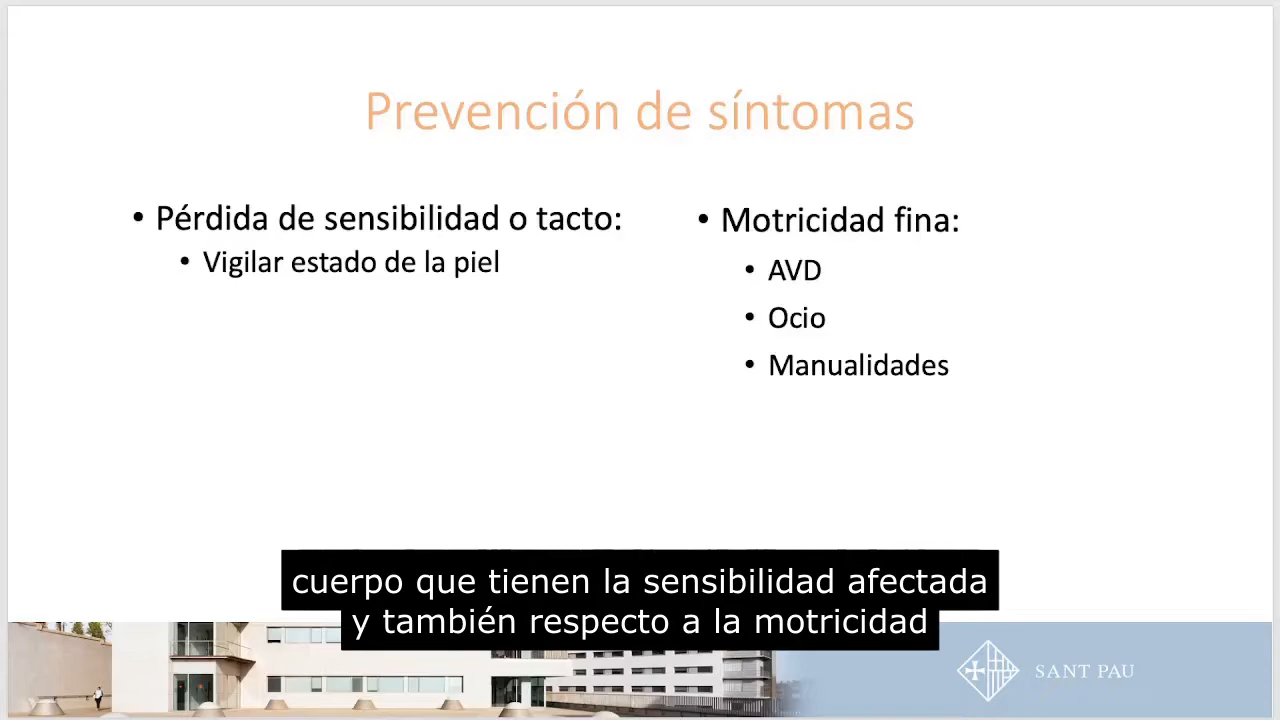 Prevención de síntomas
• Pérdida de sensibilidad o tacto:
• Vigilar estado de la piel
• Motricidad fina:
• AVD
• Ocio
• Manualidades
cuerpo que tienen la sensibilidad afectada
y también respecto a la motricidad
SANT PAU